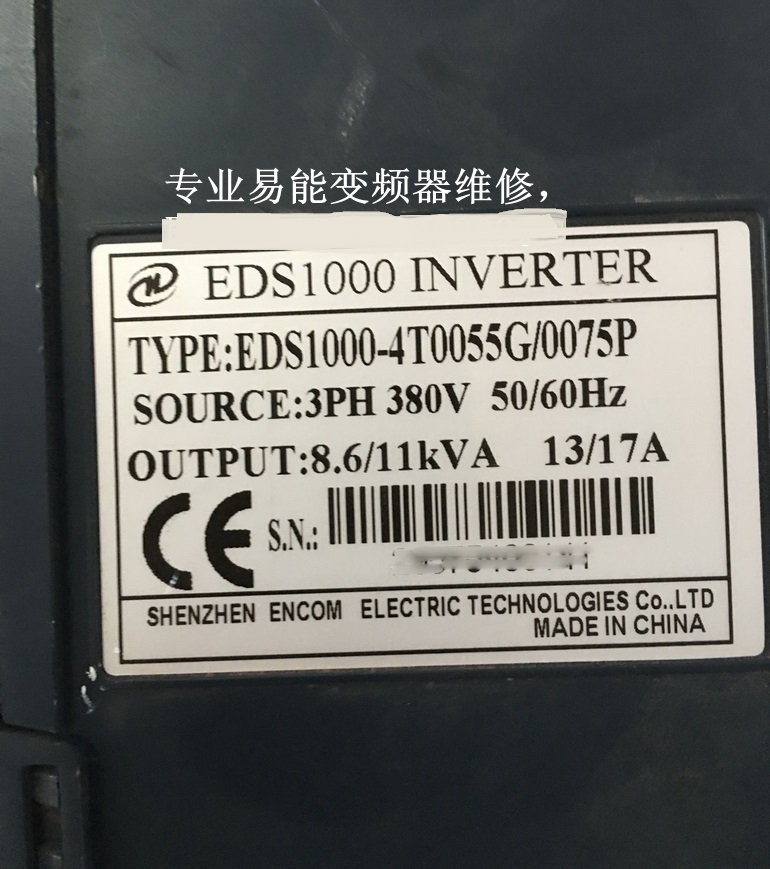 专业易能变频器维修，
EDS1000 INVERTER
TYPE:EDS1000-4T0055G/0075P
SOURCE:3PH 380V 50/60Hz
OUTPUT:8.6/11kVA 13/17A
CE S.N.:
SHENZHEN ENCOM ELECTRIC TECHNOLOGIES Co..LTD
MADE IN CHINA